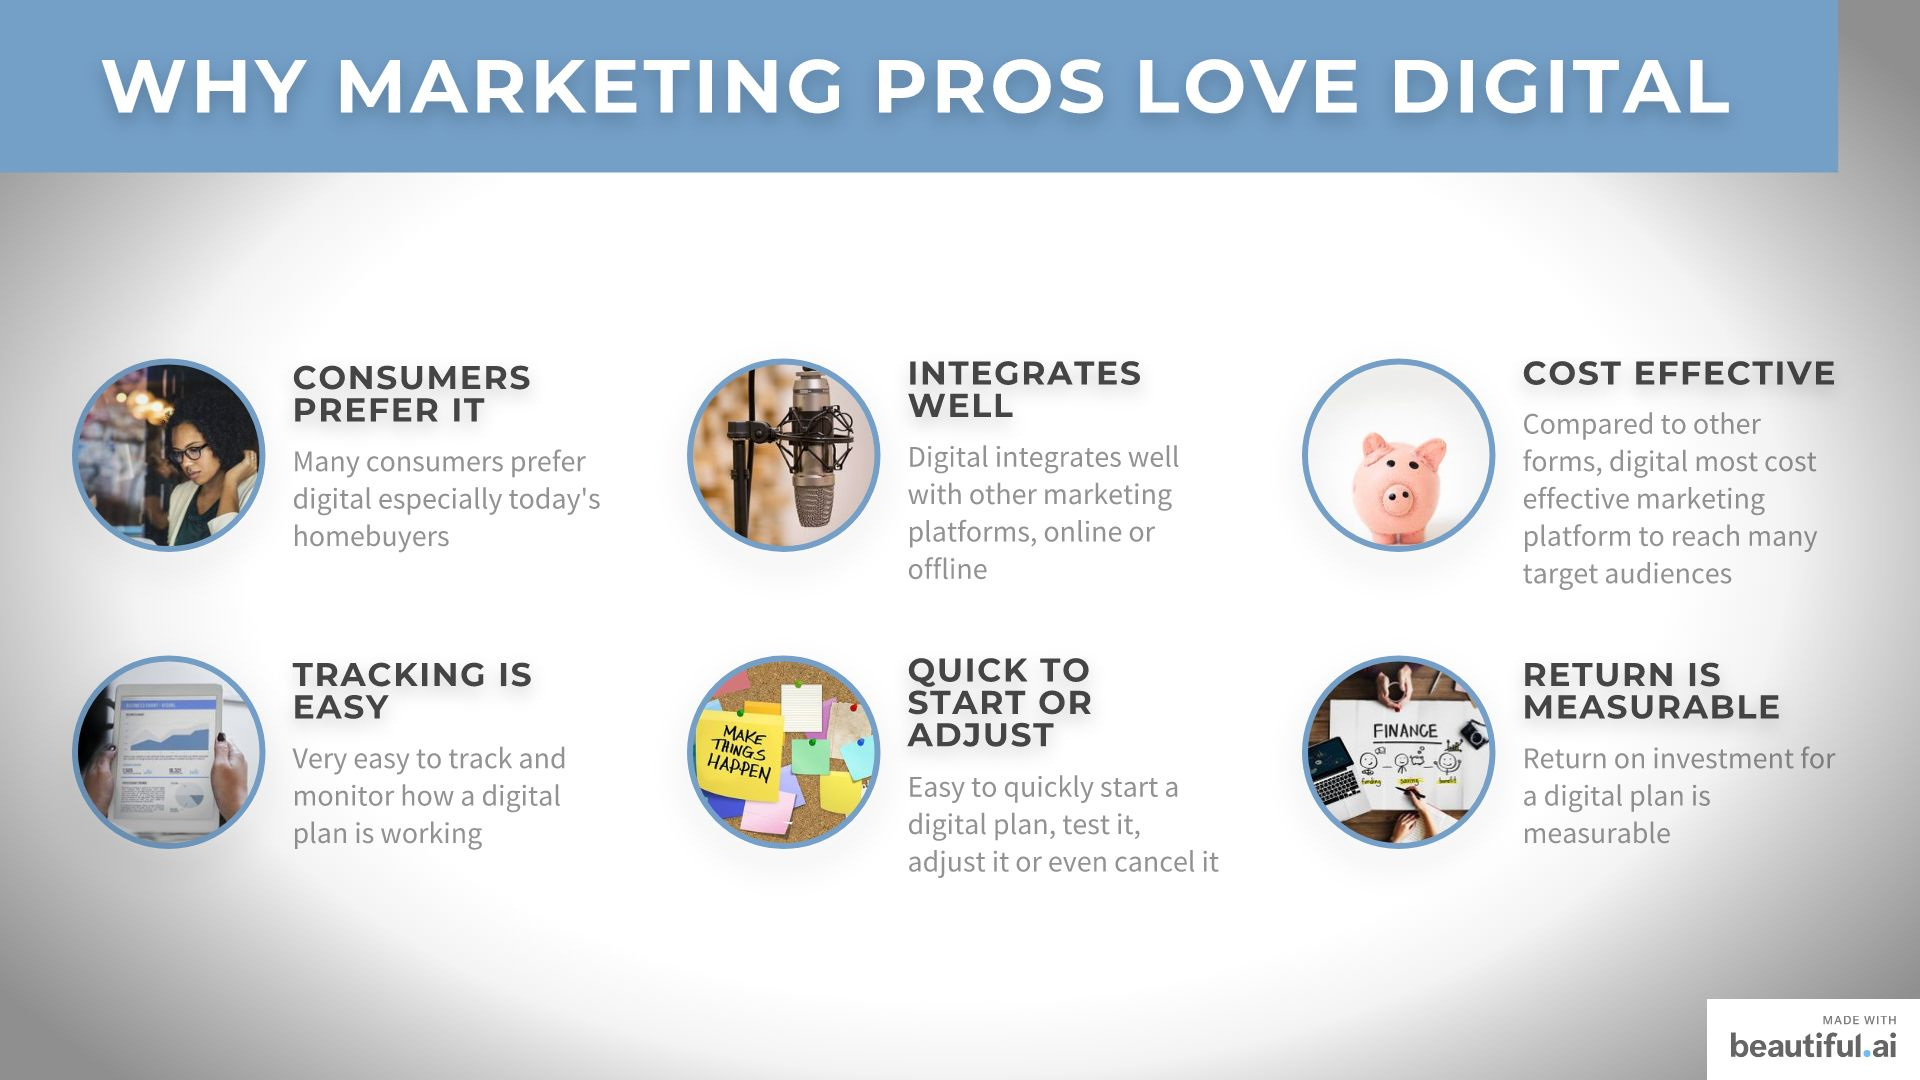 WHY MARKETING PROS LOVE DIGITAL
CONSUMERS
PREFER IT
Many consumers prefer
digital especially today's
homebuyers
INTEGRATES
WELL
Digital integrates well
with other marketing
platforms, online or
offline
COST EFFECTIVE
Compared to other
forms, digital most cost
effective marketing
platform to reach many
target audiences
TRACKING IS
EASY
Very easy to track and
monitor how a digital
plan is working
MAKE
THINGS
HAPPEN
QUICK TO
START OR
ADJUST
Easy to quickly start a
digital plan, test it,
adjust it or even cancel it
FINANCE
funding saving benefit
RETURN IS
MEASURABLE
Return on investment for
a digital plan is
measurable
MADE WITH
beautiful.ai